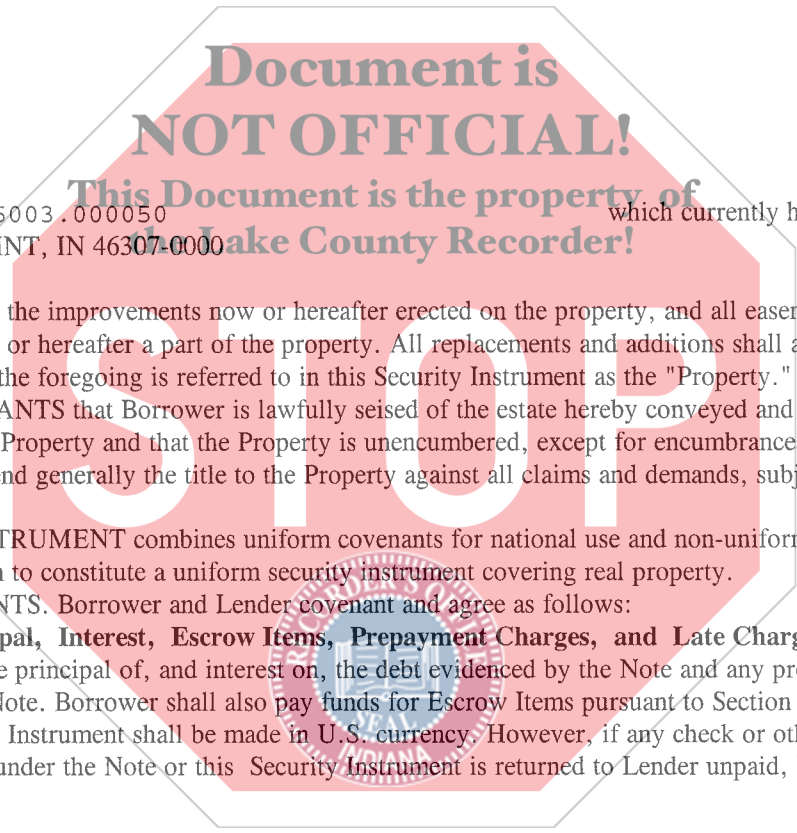 Document is
NOT OFFICIAL!
This Document is the property of
the Lake County Recorder!
5003.000050 which currently h
INT, IN 46307-0000
the improvements now or hereafter erected on the property, and all easem
or hereafter a part of the property. All replacements and additions shall a
the foregoing is referred to in this Security Instrument as the "Property."
ANTS that Borrower is lawfully seised of the estate hereby conveyed and
Property and that the Property is unencumbered, except for encumbrance
nd generally the title to the Property against all claims and demands, subj
STOP
TRUMENT combines uniform covenants for national use and non-uniform
n to constitute a uniform security instrument covering real property.
NTS. Borrower and Lender covenant and agree as follows:
pal, Interest, Escrow Items, Prepayment Charges, and Late Charg
e principal of, and interest on, the debt evidenced by the Note and any pre
Note. Borrower shall also pay funds for Escrow Items pursuant to Section
Instrument shall be made in U.S. currency. However, if any check or oth
under the Note or this Security Instrument is returned to Lender unpaid,
RECORDER'S OFFICE
SEAL
INDIANA